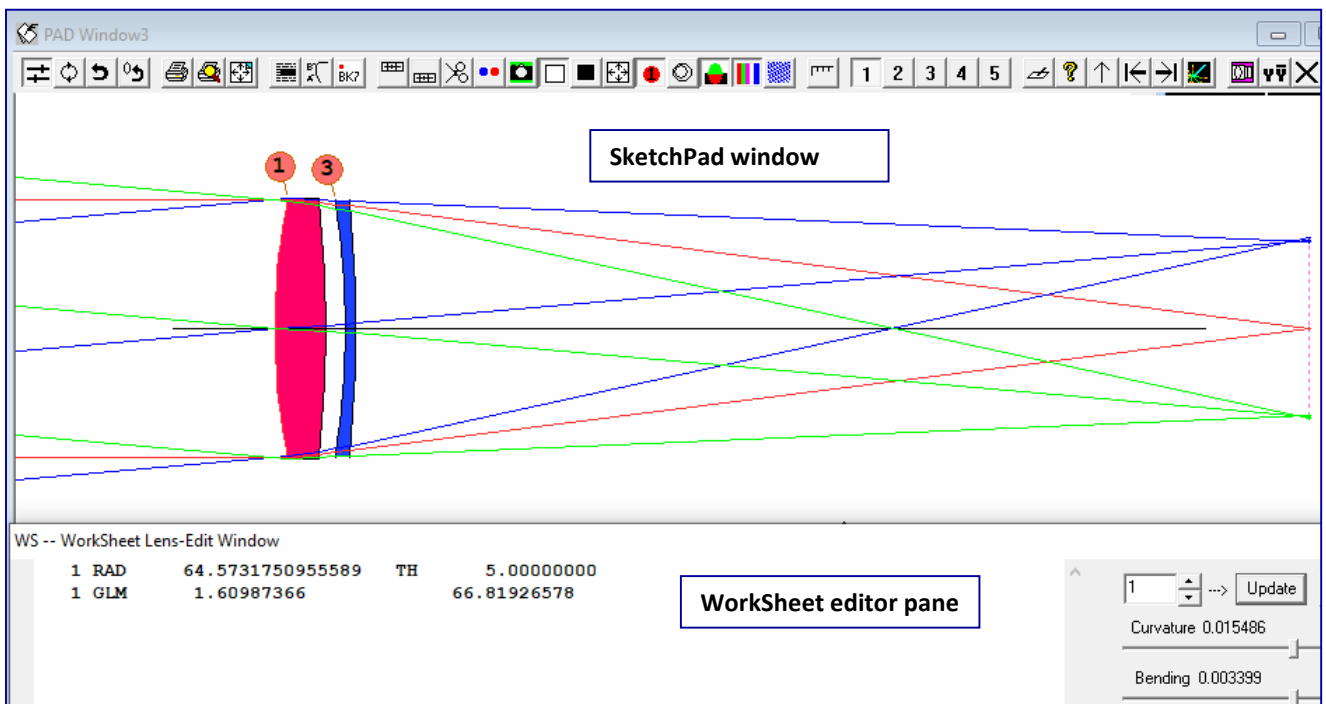 PAD Window3
BK7 1 1 2 3 4 5
1 3
SketchPad window
WS -- WorkSheet Lens-Edit Window
1 RAD 64.5731750955589 TH 5.00000000
1 GLM 1.60987366 66.81926578
WorkSheet editor pane
1 ---> Update
Curvature 0.015486
Bending 0.003399